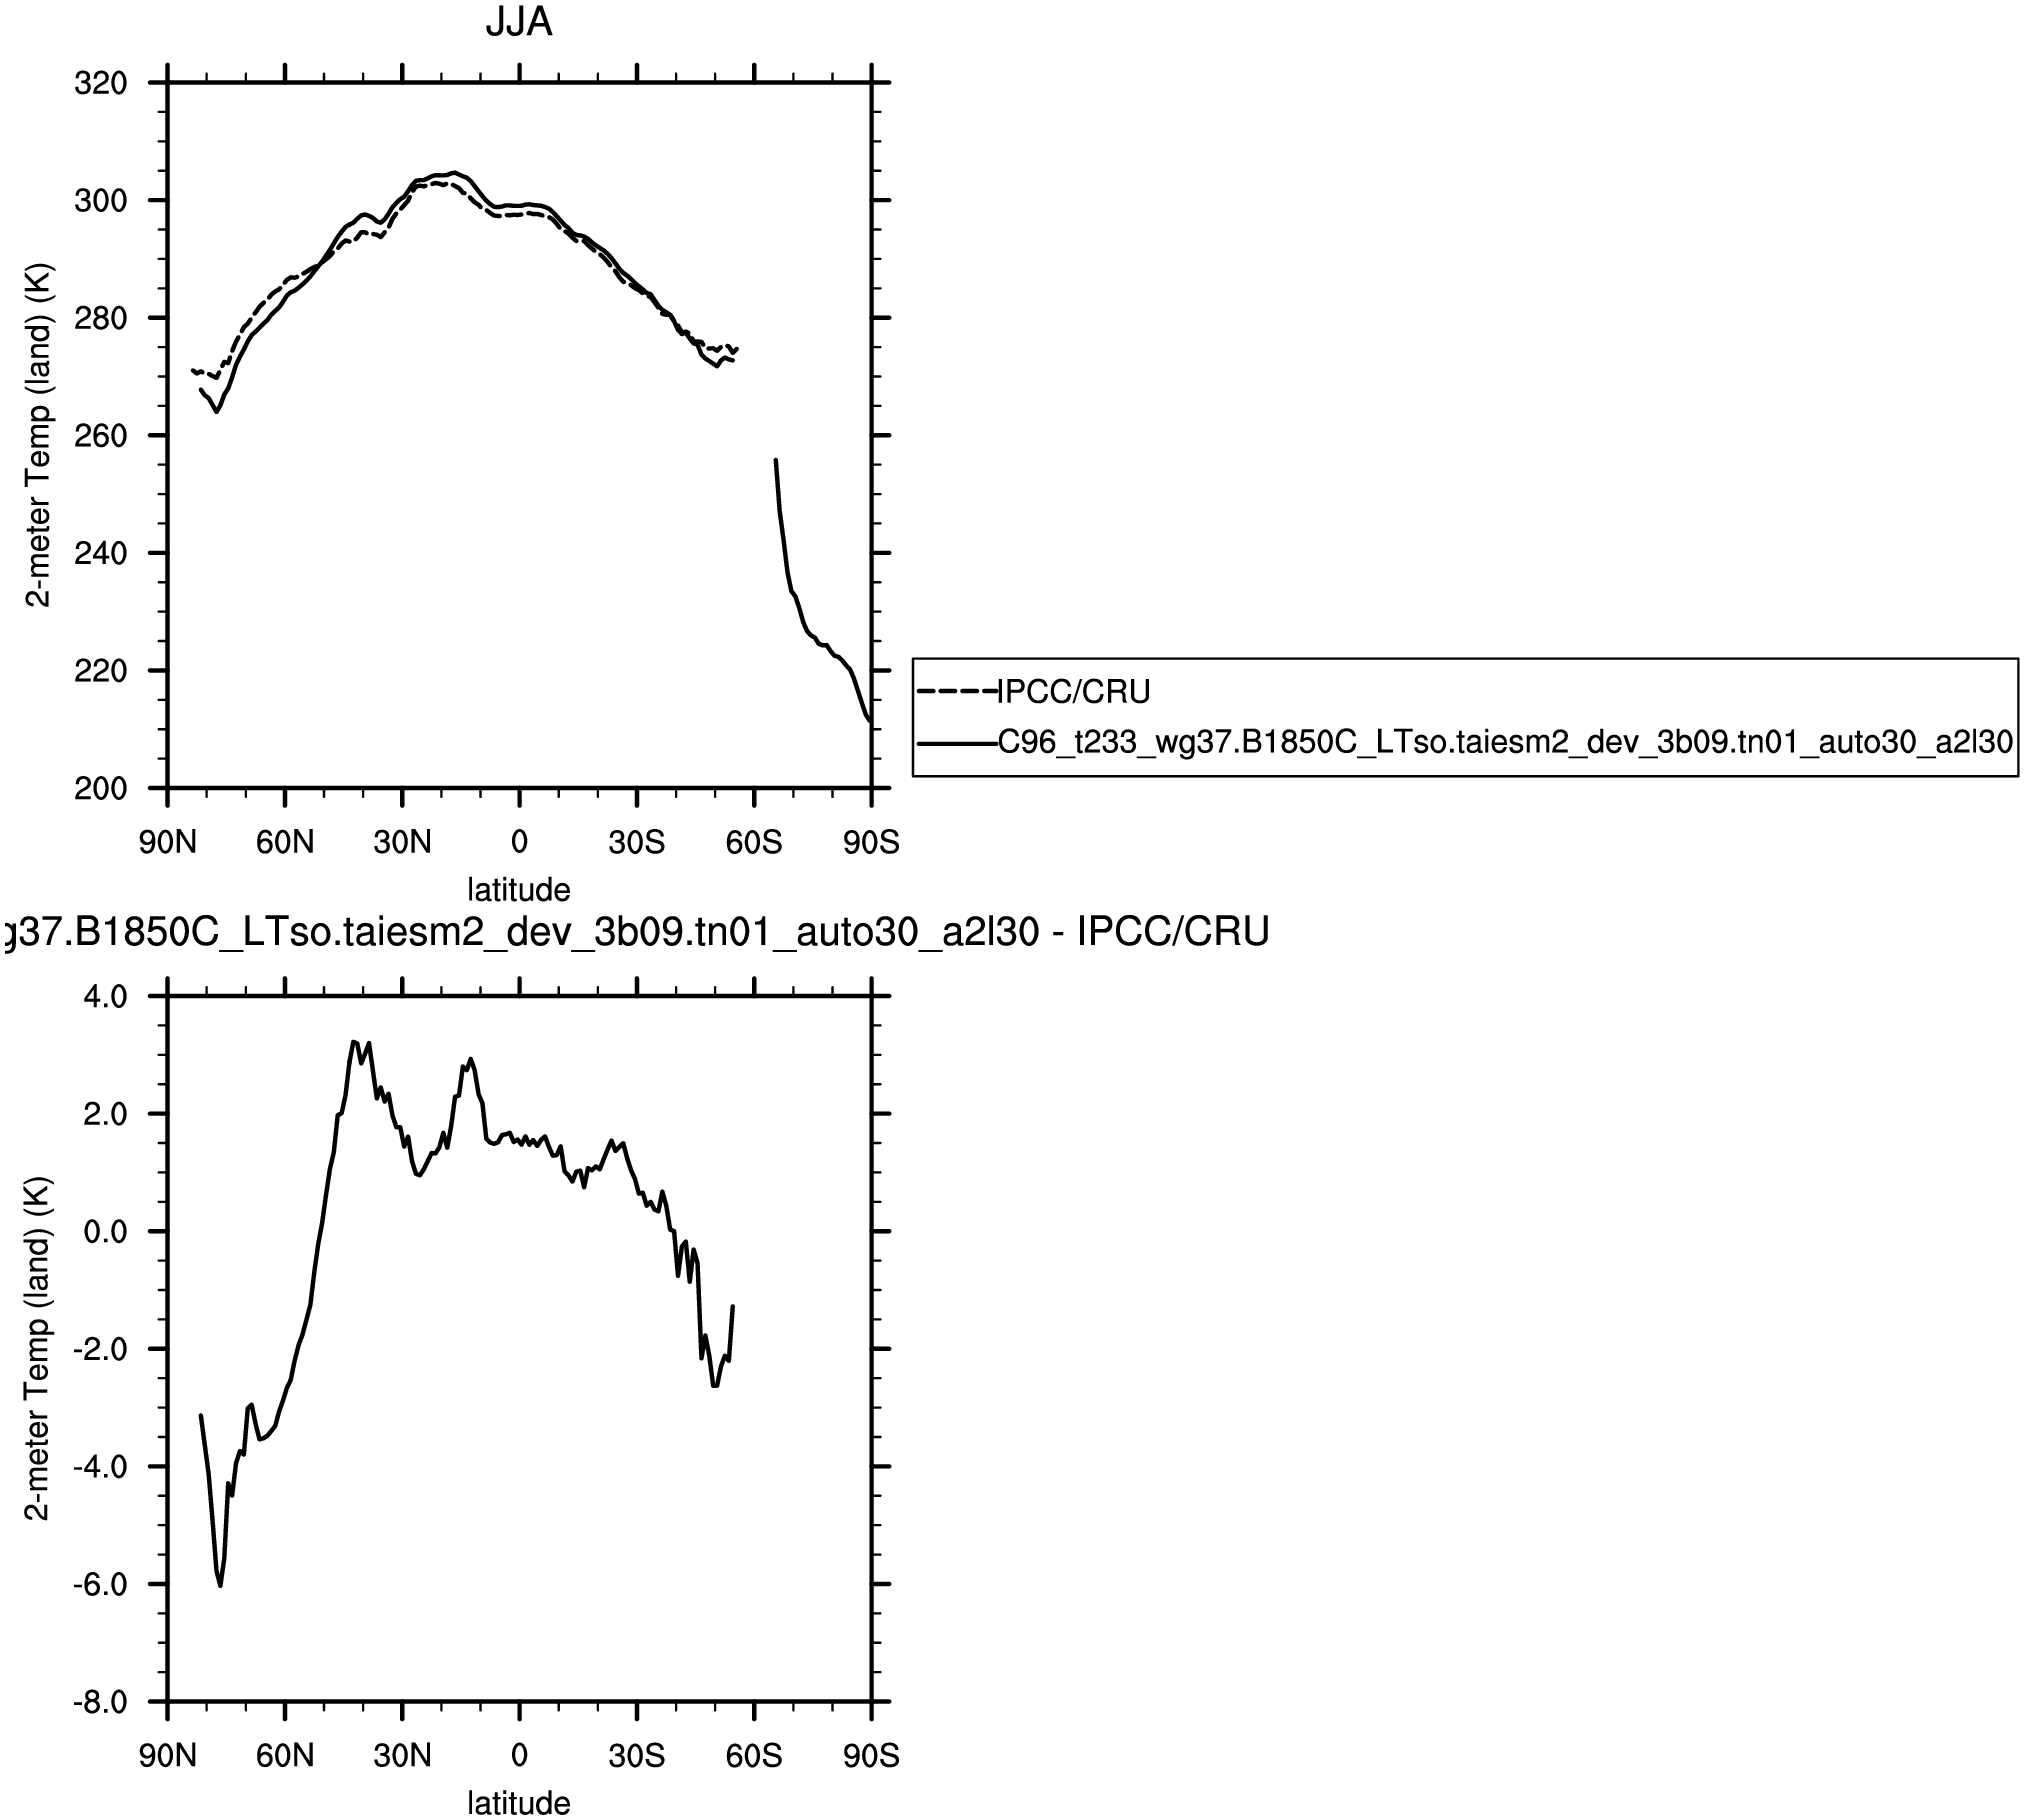 JJA
320
300
280
260
240
220
200
2-meter Temp (land) (K)
90N 60N 30N 0 30S 60S 90S
latitude
IPCC/CRU
C96_t233_wg37.B1850C_LTso.taiesm2_dev_3b09.tn01_auto30_a2l30
g37.B1850C_LTso.taiesm2_dev_3b09.tn01_auto30_a2l30 - IPCC/CRU
4.0
2.0
0.0
-2.0
-4.0
-6.0
-8.0
2-meter Temp (land) (K)
90N 60N 30N 0 30S 60S 90S
latitude